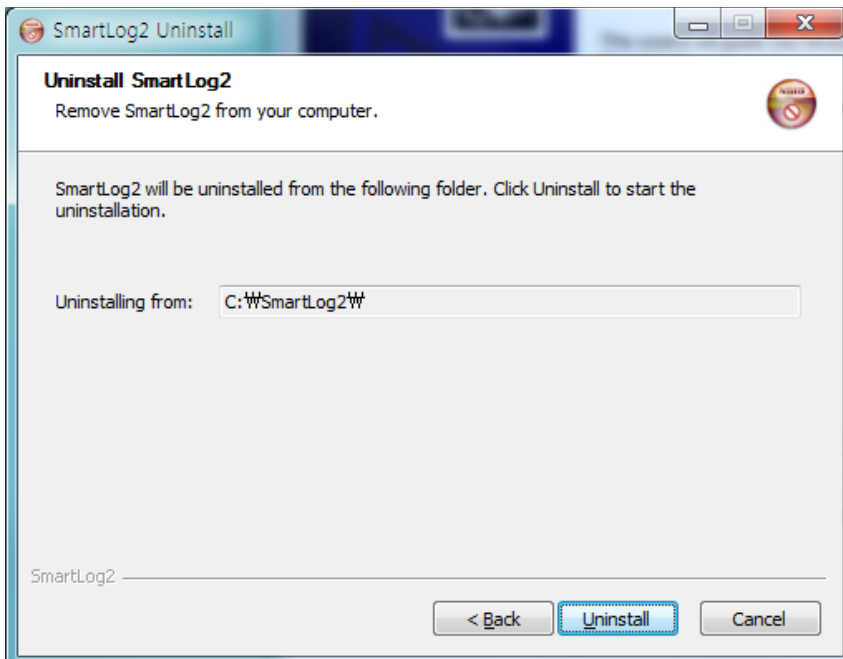 SmartLog2 Uninstall
Uninstall SmartLog2
Remove SmartLog2 from your computer.
SmartLog2 will be uninstalled from the following folder. Click Uninstall to start the
uninstallation.
Uninstalling from: C:₩SmartLog2₩
SmartLog2
< Back Uninstall Cancel